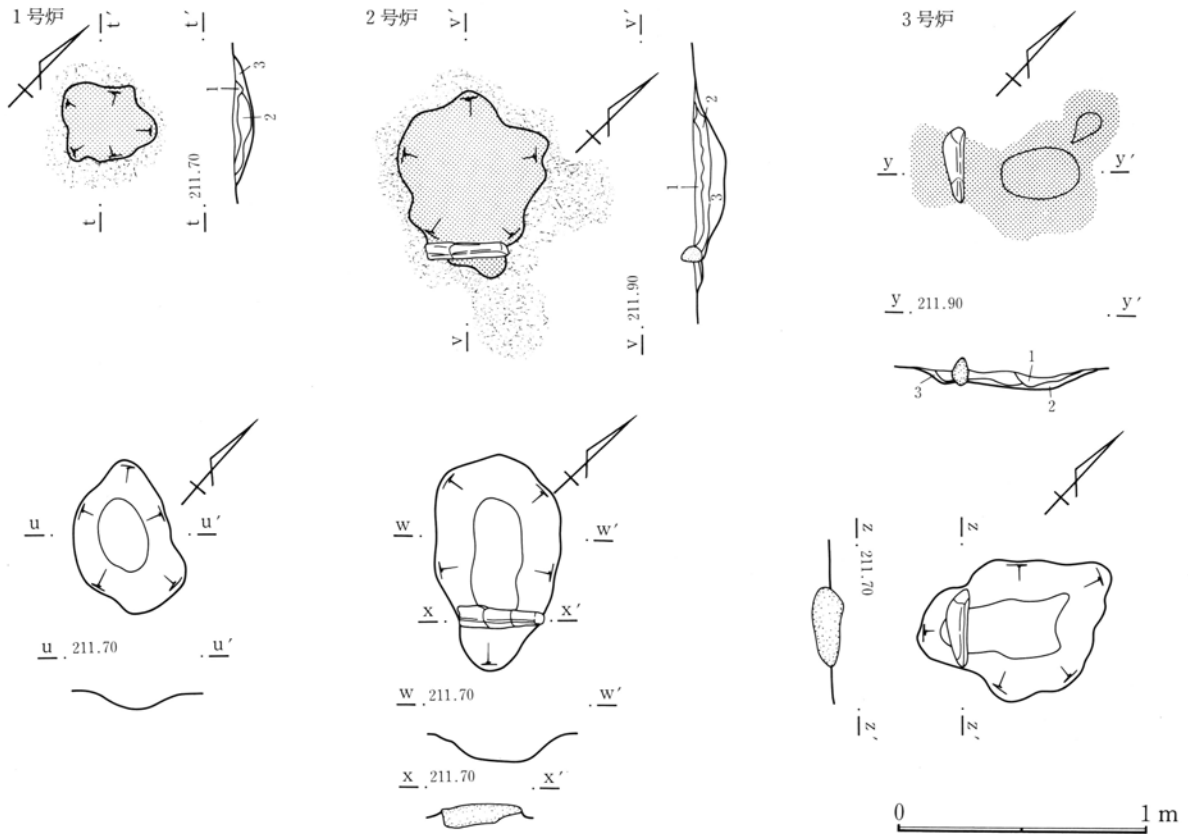 1号炉
t'
t'
t
t
211.70
1
2
3
2号炉
v'
v'
v
v
211.90
1
2
3
3号炉
y
y'
y
211.90
y'
1
2
3
u
u'
u
211.70
u'
w
w'
x
x'
w
211.70
w'
x
211.70
x'
z
z
211.70
z'
z'
0
1 m